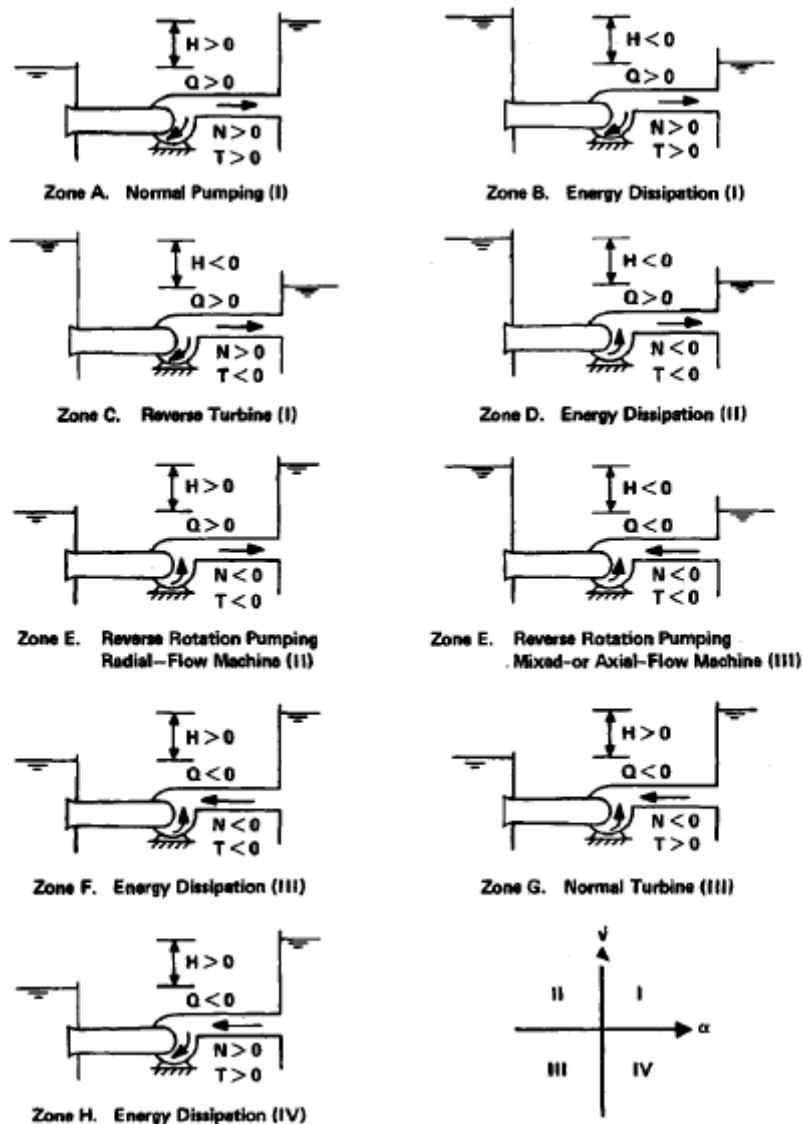 H>0
Q>0
N>0
T>0
Zone A. Normal Pumping (I)
H<0
Q>0
N>0
T>0
Zone B. Energy Dissipation (I)
H<0
Q>0
N>0
T<0
Zone C. Reverse Turbine (I)
H<0
Q>0
N<0
T<0
Zone D. Energy Dissipation (II)
H>0
Q>0
N<0
T<0
Zone E. Reverse Rotation Pumping
Radial-Flow Machine (II)
H<0
Q<0
N<0
T<0
Zone E. Reverse Rotation Pumping
Mixed-or Axial-Flow Machine (III)
H>0
Q<0
N<0
T<0
Zone F. Energy Dissipation (III)
H>0
Q<0
N<0
T>0
Zone G. Normal Turbine (III)
H>0
Q<0
N>0
T>0
Zone H. Energy Dissipation (IV)
II I
α
III IV